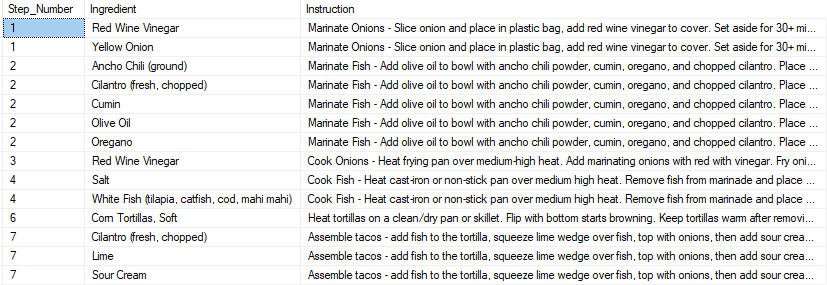 Step_Number Ingredient Instruction
1 Red Wine Vinegar Marinate Onions - Slice onion and place in plastic bag, add red wine vinegar to cover. Set aside for 30+ mi...
1 Yellow Onion Marinate Onions - Slice onion and place in plastic bag, add red wine vinegar to cover. Set aside for 30+ mi...
2 Ancho Chili (ground) Marinate Fish - Add olive oil to bowl with ancho chili powder, cumin, oregano, and chopped cilantro. Place ...
2 Cilantro (fresh, chopped) Marinate Fish - Add olive oil to bowl with ancho chili powder, cumin, oregano, and chopped cilantro. Place ...
2 Cumin Marinate Fish - Add olive oil to bowl with ancho chili powder, cumin, oregano, and chopped cilantro. Place ...
2 Olive Oil Marinate Fish - Add olive oil to bowl with ancho chili powder, cumin, oregano, and chopped cilantro. Place ...
2 Oregano Marinate Fish - Add olive oil to bowl with ancho chili powder, cumin, oregano, and chopped cilantro. Place ...
3 Red Wine Vinegar Cook Onions - Heat frying pan over medium-high heat. Add marinating onions with red with vinegar. Fry oni...
4 Salt Cook Fish - Heat cast-iron or non-stick pan over medium high heat. Remove fish from marinade and place ...
4 White Fish (tilapia, catfish, cod, mahi mahi) Cook Fish - Heat cast-iron or non-stick pan over medium high heat. Remove fish from marinade and place ...
6 Corn Tortillas, Soft Heat tortillas on a clean/dry pan or skillet. Flip with bottom starts browning. Keep tortillas warm after removi...
7 Cilantro (fresh, chopped) Assemble tacos - add fish to the tortilla, squeeze lime wedge over fish, top with onions, then add sour crea...
7 Lime Assemble tacos - add fish to the tortilla, squeeze lime wedge over fish, top with onions, then add sour crea...
7 Sour Cream Assemble tacos - add fish to the tortilla, squeeze lime wedge over fish, top with onions, then add sour crea...